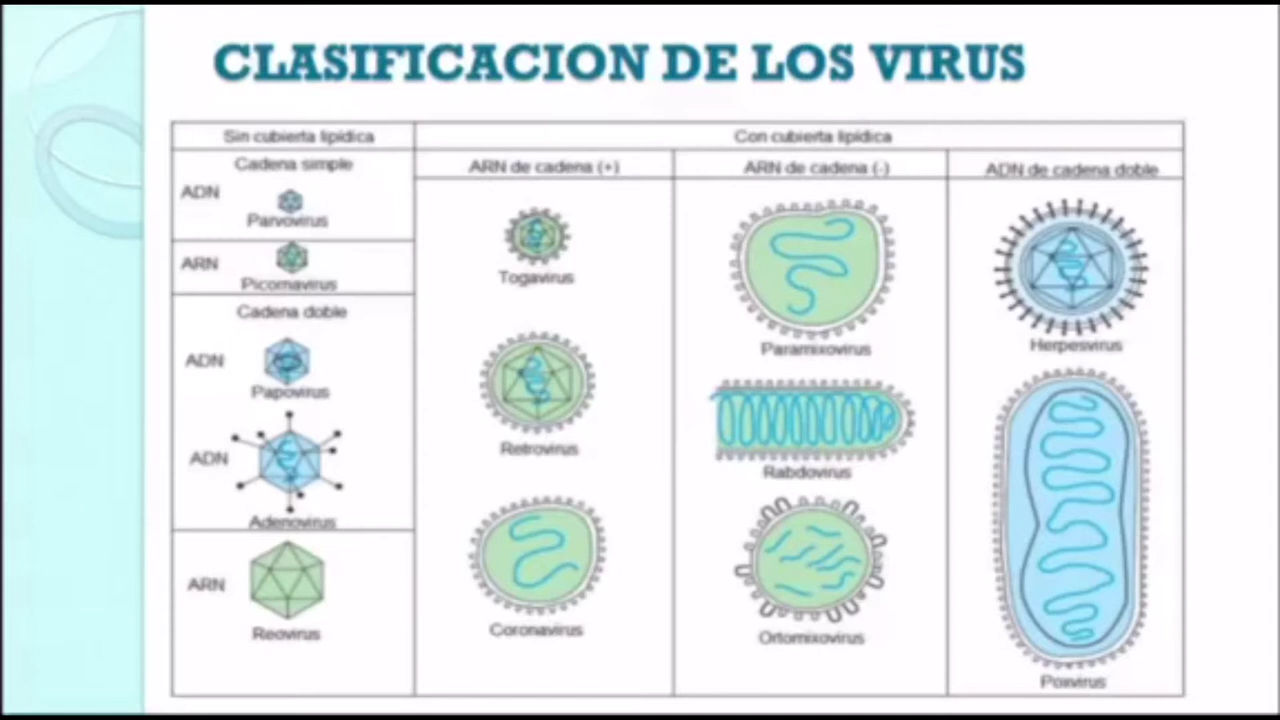 CLASIFICACION DE LOS VIRUS
Sin cubierta lipídica
Con cubierta lipídica
Cadena simple
ARN de cadena (+)
ARN de cadena (-)
ADN de cadena doble
ADN
Parvovirus
ARN
Picornavirus
Cadena doble
ADN
Papovirus
ADN
Adenovirus
ARN
Reovirus
Togavirus
Retrovirus
Coronavirus
Paramixovirus
Rabdovirus
Ortomixovirus
Herpesvirus
Poxvirus